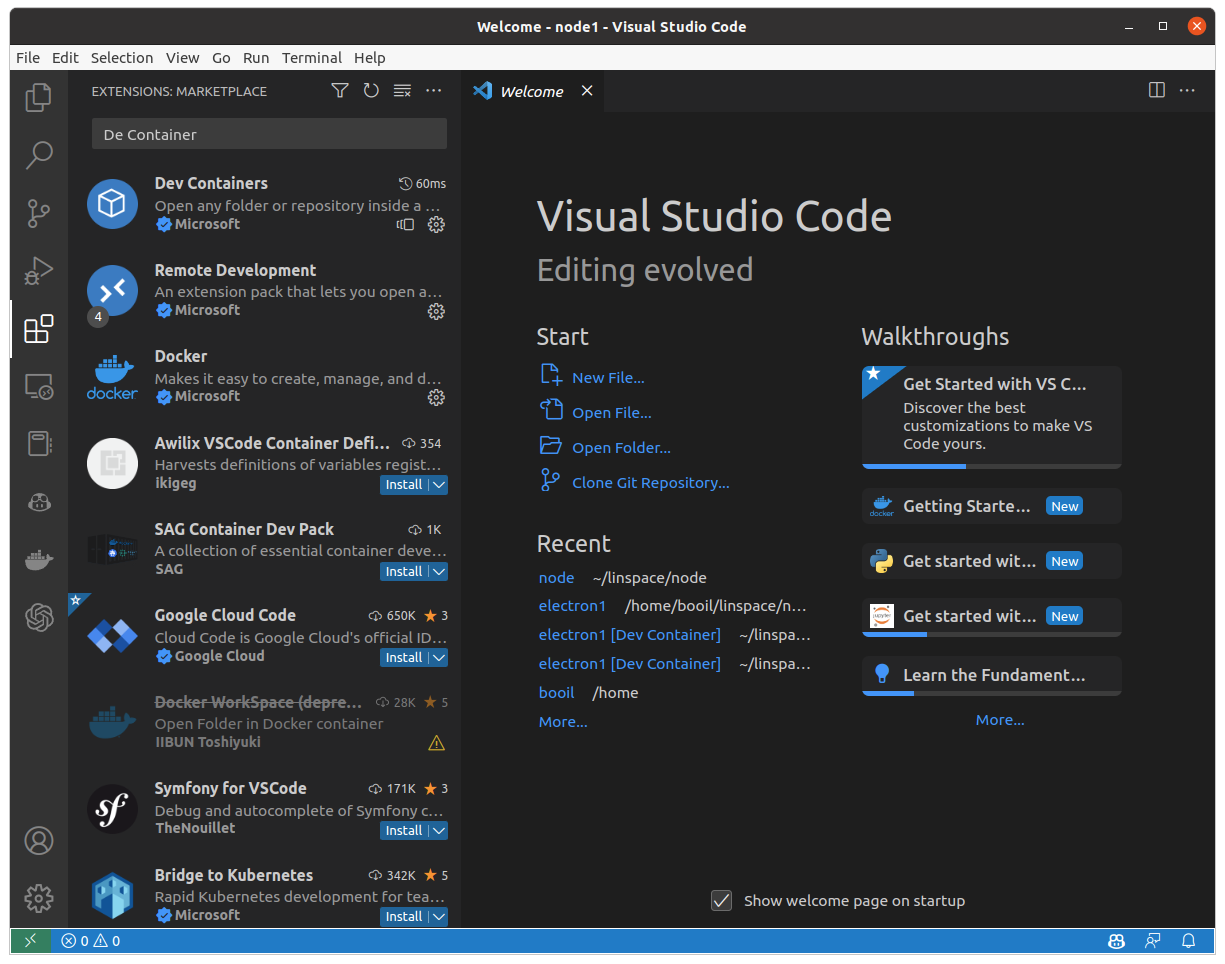 Welcome - node1 - Visual Studio Code
File Edit Selection View Go Run Terminal Help
EXTENSIONS: MARKETPLACE
De Container
Dev Containers 60ms
Open any folder or repository inside a ...
Microsoft
Remote Development
An extension pack that lets you open a...
Microsoft
4
Docker
Makes it easy to create, manage, and d...
Microsoft
docker
Awilix VSCode Container Defi... 354
Harvests definitions of variables regist...
ikigeg Install
SAG Container Dev Pack 1K
A collection of essential container deve...
SAG Install
Google Cloud Code 650K 3
Cloud Code is Google Cloud's official ID...
Google Cloud Install
Docker WorkSpace (depre... 28K 5
Open Folder in Docker container
IIBUN Toshiyuki
Symfony for VSCode 171K 3
Debug and autocomplete of Symfony c...
TheNouillet Install
sf
Bridge to Kubernetes 342K 5
Rapid Kubernetes development for tea...
Microsoft Install
Welcome
Visual Studio Code
Editing evolved
Start
New File...
Open File...
Open Folder...
Clone Git Repository...
Recent
node ~/linspace/node
electron1 /home/booil/linspace/n...
electron1 [Dev Container] ~/linspa...
electron1 [Dev Container] ~/linspa...
booil /home
More...
Walkthroughs
Get Started with VS C...
Discover the best
customizations to make VS
Code yours.
docker Getting Starte... New
Get started wit... New
jupyter Get started wit... New
Learn the Fundament...
More...
Show welcome page on startup
0 0